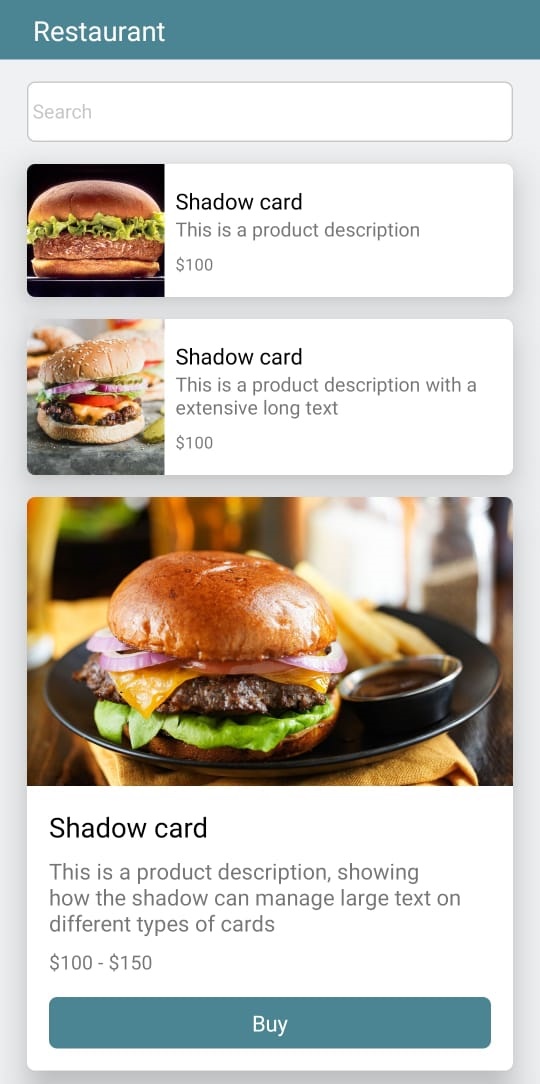 Restaurant
Search
Shadow card
This is a product description
$100
Shadow card
This is a product description with a
extensive long text
$100
Shadow card
This is a product description, showing
how the shadow can manage large text on
different types of cards
$100 - $150
Buy